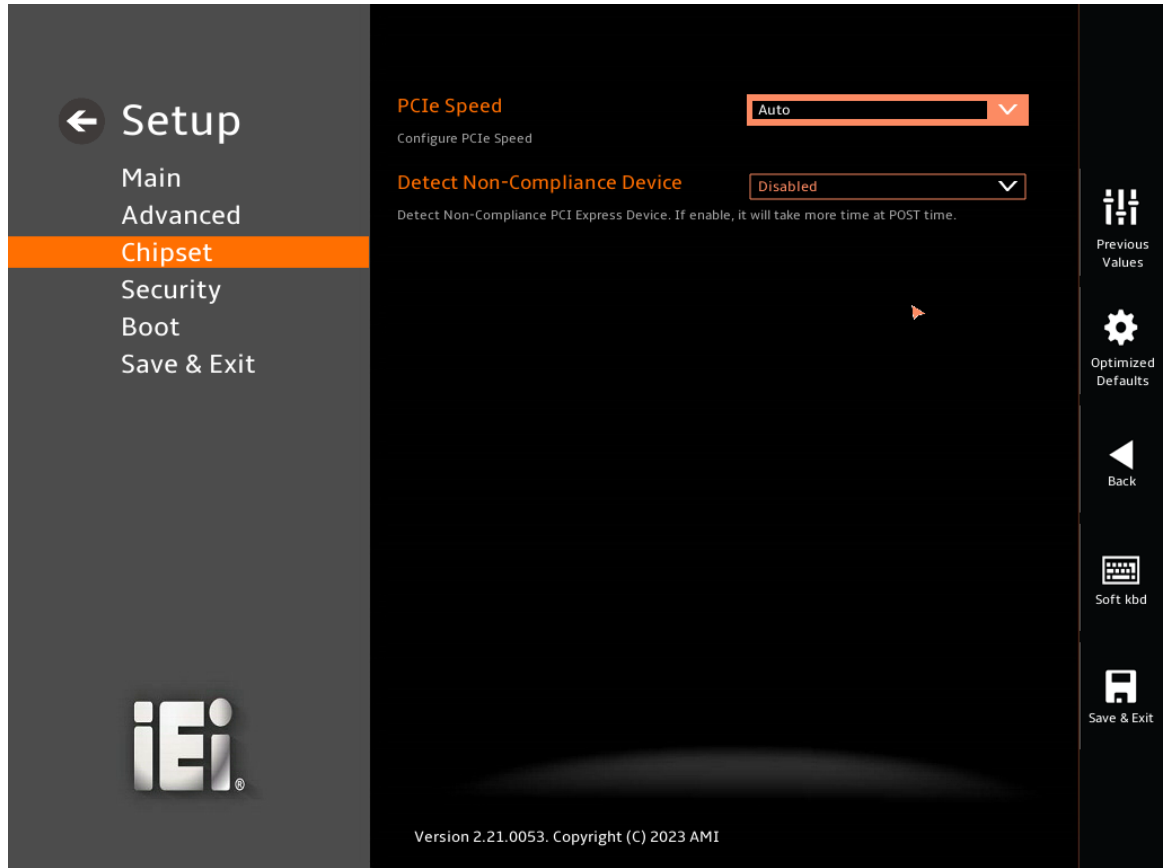 Setup
Main
Advanced
Chipset
Security
Boot
Save & Exit
iEi®
PCIe Speed
Auto
Configure PCIe Speed
Detect Non-Compliance Device
Disabled
Detect Non-Compliance PCI Express Device. If enable, it will take more time at POST time.
Version 2.21.0053. Copyright (C) 2023 AMI
Previous
Values
Optimized
Defaults
Back
Soft kbd
Save & Exit